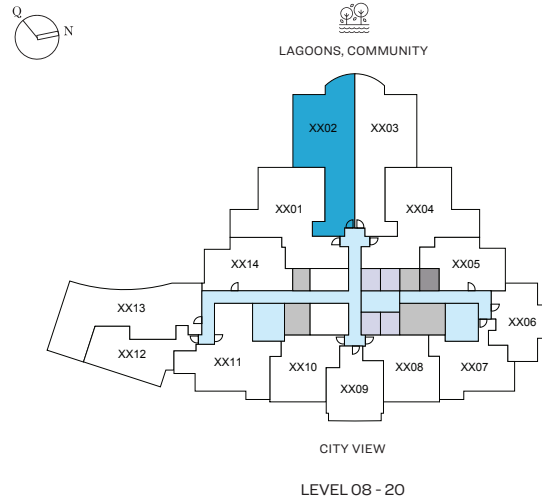 Q
N
LAGOONS, COMMUNITY
XX02
XX03
XX01
XX04
XX14
XX05
XX13
XX06
XX12
XX11
XX10
XX08
XX07
XX09
CITY VIEW
LEVEL 08 - 20